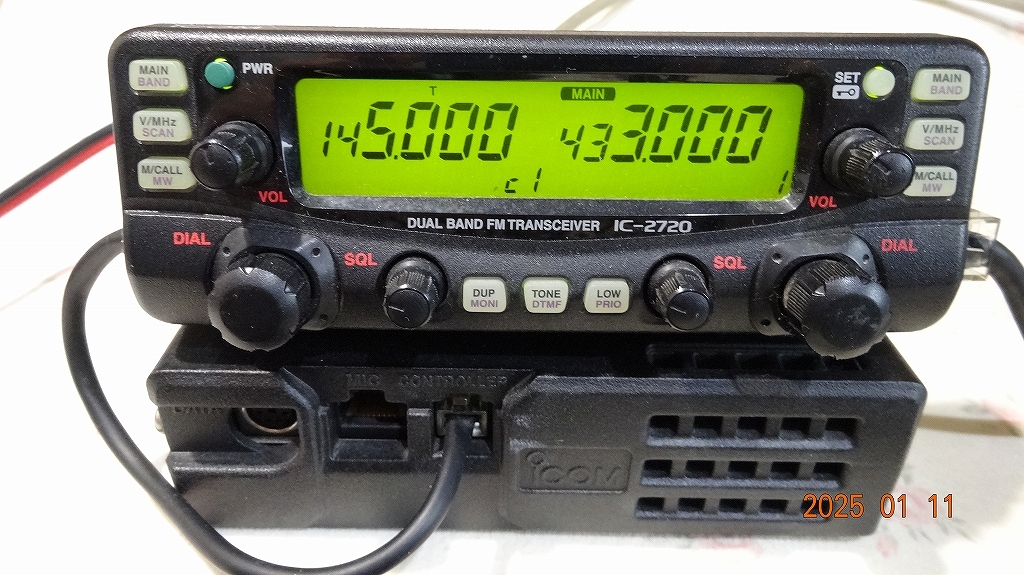 MAIN
BAND
PWR
SET
MAIN
BAND
T
MAIN
145.000
433.000
c1
1
V/MHz
SCAN
V/MHz
SCAN
M/CALL
MW
M/CALL
MW
VOL
VOL
DUAL BAND FM TRANSCEIVER IC-2720
DIAL
SQL
SQL
DIAL
DUP
MONI
TONE
DTMF
LOW
PRIO
MIC CONTROLLER
ICOM
2025 01 11